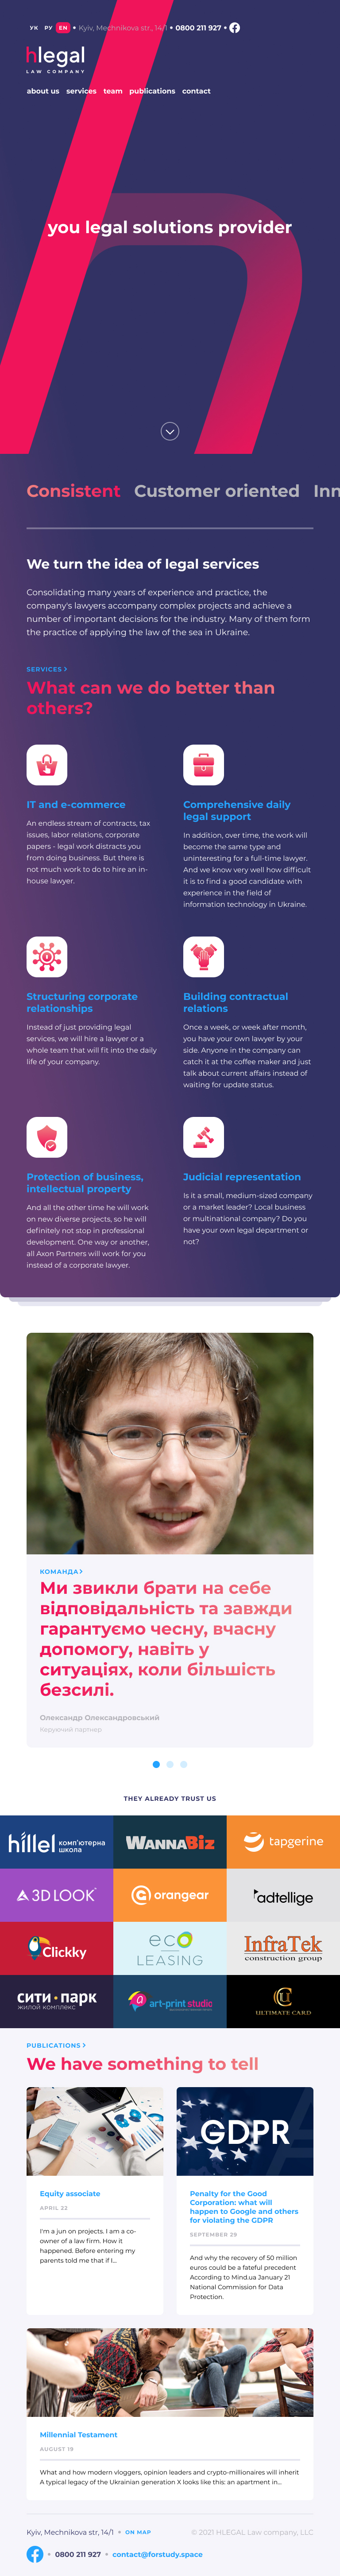 УК РУ EN • Kyiv, Mechnikova str., 14/1 • 0800 211 927 •
hlegal
LAW COMPANY
about us services team publications contact
you legal solutions provider
Consistent Customer oriented Inn
We turn the idea of legal services
Consolidating many years of experience and practice, the
company's lawyers accompany complex projects and achieve a
number of important decisions for the industry. Many of them form
the practice of applying the law of the sea in Ukraine.
SERVICES
What can we do better than
others?
IT and e-commerce
An endless stream of contracts, tax
issues, labor relations, corporate
papers - legal work distracts you
from doing business. But there is
not much work to do to hire an in-
house lawyer.
Comprehensive daily
legal support
In addition, over time, the work will
become the same type and
uninteresting for a full-time lawyer.
And we know very well how difficult
it is to find a good candidate with
experience in the field of
information technology in Ukraine.
Structuring corporate
relationships
Instead of just providing legal
services, we will hire a lawyer or a
whole team that will fit into the daily
life of your company.
Building contractual
relations
Once a week, or week after month,
you have your own lawyer by your
side. Anyone in the company can
catch it at the coffee maker and just
talk about current affairs instead of
waiting for update status.
Protection of business,
intellectual property
And all the other time he will work
on new diverse projects, so he will
definitely not stop in professional
development. One way or another,
all Axon Partners will work for you
instead of a corporate lawyer.
Judicial representation
Is it a small, medium-sized company
or a market leader? Local business
or multinational company? Do you
have your own legal department or
not?
КОМАНДА
Ми звикли брати на себе
відповідальність та завжди
гарантуємо чесну, вчасну
допомогу, навіть у
ситуаціях, коли більшість
безсилі.
Олександр Олександровський
Керуючий партнер
THEY ALREADY TRUST US
hillel комп'ютерна
школа
WANNABIZ
tapgerine
3DLOOK
orangear
adtellige
Clickky
eco
LEASING
InfraTek
construction group
сити•парк
жилой комплекс
art-print studio
ULTIMATE CARD
PUBLICATIONS
We have something to tell
GDPR
Equity associate
APRIL 22
I'm a jun on projects. I am a co-
owner of a law firm. How it
happened. Before entering my
parents told me that if I...
Penalty for the Good
Corporation: what will
happen to Google and others
for violating the GDPR
SEPTEMBER 29
And why the recovery of 50 million
euros could be a fateful precedent
According to Mind.ua January 21
National Commission for Data
Protection.
Millennial Testament
AUGUST 19
What and how modern vloggers, opinion leaders and crypto-millionaires will inherit
A typical legacy of the Ukrainian generation X looks like this: an apartment in...
Kyiv, Mechnikova str, 14/1 • ON MAP
© 2021 HLEGAL Law company, LLC
• 0800 211 927 • contact@forstudy.space